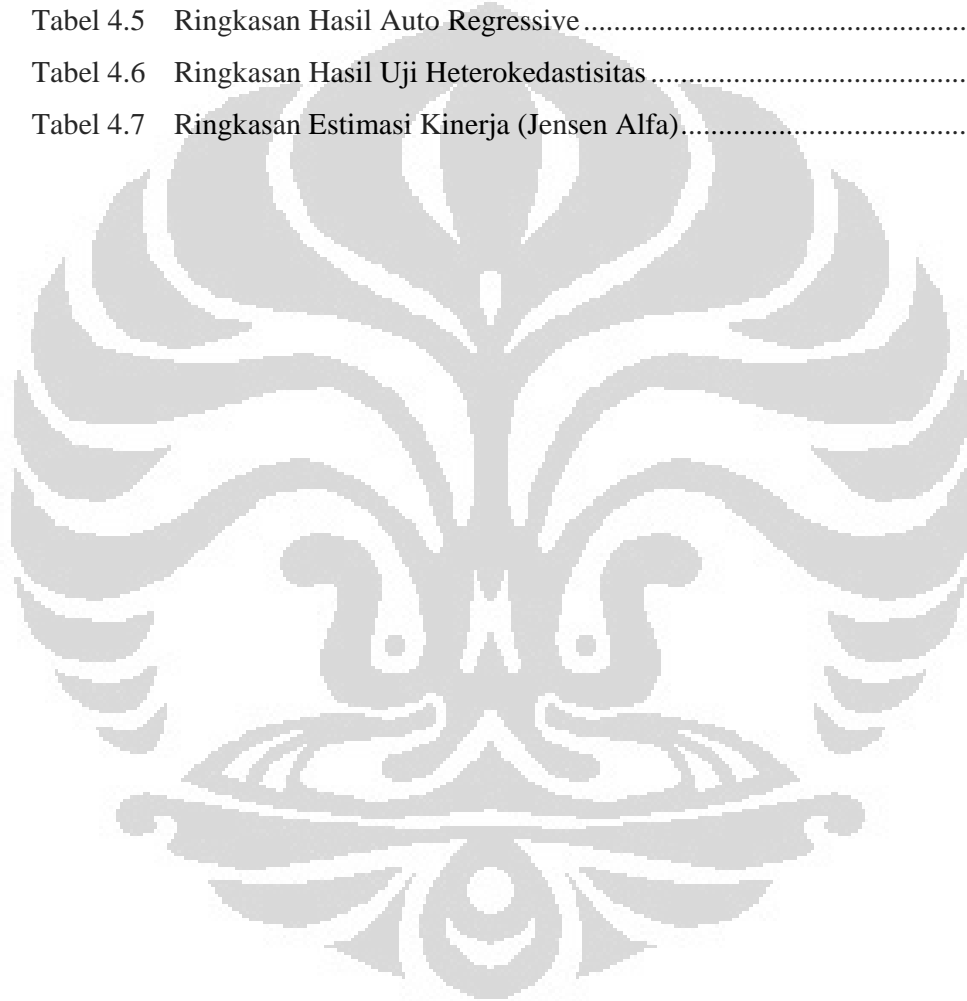 Tabel 4.5 Ringkasan Hasil Auto Regressive....................................................
Tabel 4.6 Ringkasan Hasil Uji Heterokedastisitas..........................................
Tabel 4.7 Ringkasan Estimasi Kinerja (Jensen Alfa)......................................